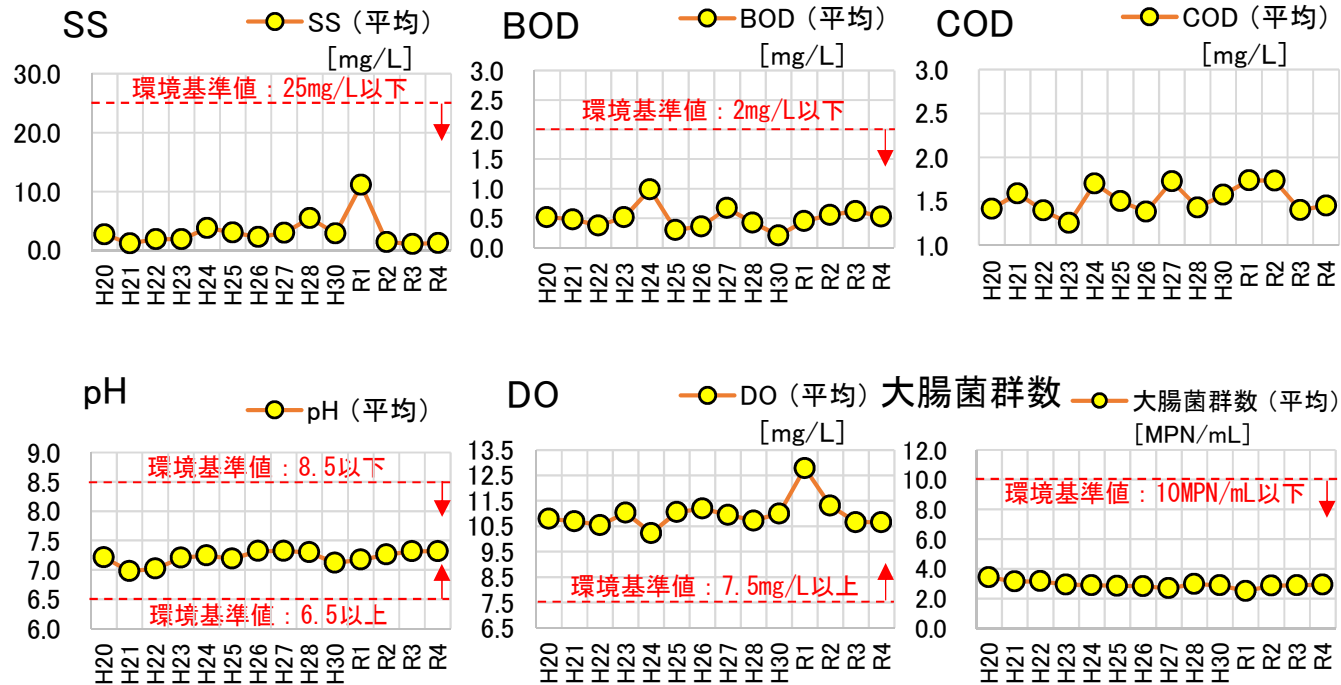 SS
SS（平均）
[mg/L]
30.0
20.0
10.0
0.0
環境基準値：25mg/L以下
H20
H21
H22
H23
H24
H25
H26
H27
H28
H30
R1
R2
R3
R4
BOD
BOD（平均）
[mg/L]
3.0
2.5
2.0
1.5
1.0
0.5
0.0
環境基準値：2mg/L以下
H20
H21
H22
H23
H24
H25
H26
H27
H28
H30
R1
R2
R3
R4
COD
COD（平均）
[mg/L]
3.0
2.5
2.0
1.5
1.0
H20
H21
H22
H23
H24
H25
H26
H27
H28
H30
R1
R2
R3
R4
pH
pH（平均）
9.0
8.5
8.0
7.5
7.0
6.5
6.0
環境基準値：8.5以下
環境基準値：6.5以上
H20
H21
H22
H23
H24
H25
H26
H27
H28
H30
R1
R2
R3
R4
DO
DO（平均）
[mg/L]
13.5
12.5
11.5
10.5
9.5
8.5
7.5
6.5
環境基準値：7.5mg/L以上
H20
H21
H22
H23
H24
H25
H26
H27
H28
H30
R1
R2
R3
R4
大腸菌群数
大腸菌群数（平均）
[MPN/mL]
12.0
10.0
8.0
6.0
4.0
2.0
0.0
環境基準値：10MPN/mL以下
H20
H21
H22
H23
H24
H25
H26
H27
H28
H30
R1
R2
R3
R4